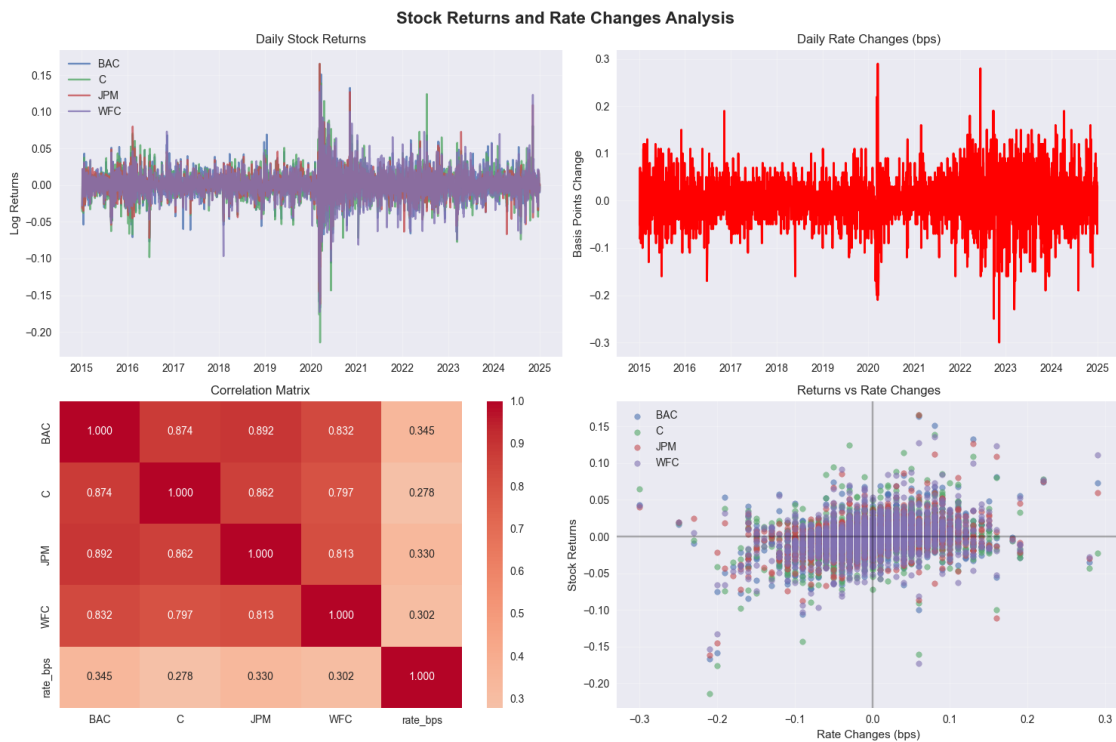 Stock Returns and Rate Changes Analysis
Daily Stock Returns
BAC
C
JPM
WFC
Log Returns
0.15
0.10
0.05
0.00
−0.05
−0.10
−0.15
−0.20
2015 2016 2017 2018 2019 2020 2021 2022 2023 2024 2025
Daily Rate Changes (bps)
Basis Points Change
0.3
0.2
0.1
0.0
−0.1
−0.2
−0.3
2015 2016 2017 2018 2019 2020 2021 2022 2023 2024 2025
Correlation Matrix
BAC 1.000 0.874 0.892 0.832 0.345
C 0.874 1.000 0.862 0.797 0.278
JPM 0.892 0.862 1.000 0.813 0.330
WFC 0.832 0.797 0.813 1.000 0.302
rate_bps 0.345 0.278 0.330 0.302 1.000
BAC C JPM WFC rate_bps
1.0
0.9
0.8
0.7
0.6
0.5
0.4
0.3
Returns vs Rate Changes
BAC
C
JPM
WFC
Stock Returns
0.15
0.10
0.05
0.00
−0.05
−0.10
−0.15
−0.20
−0.3 −0.2 −0.1 0.0 0.1 0.2 0.3
Rate Changes (bps)